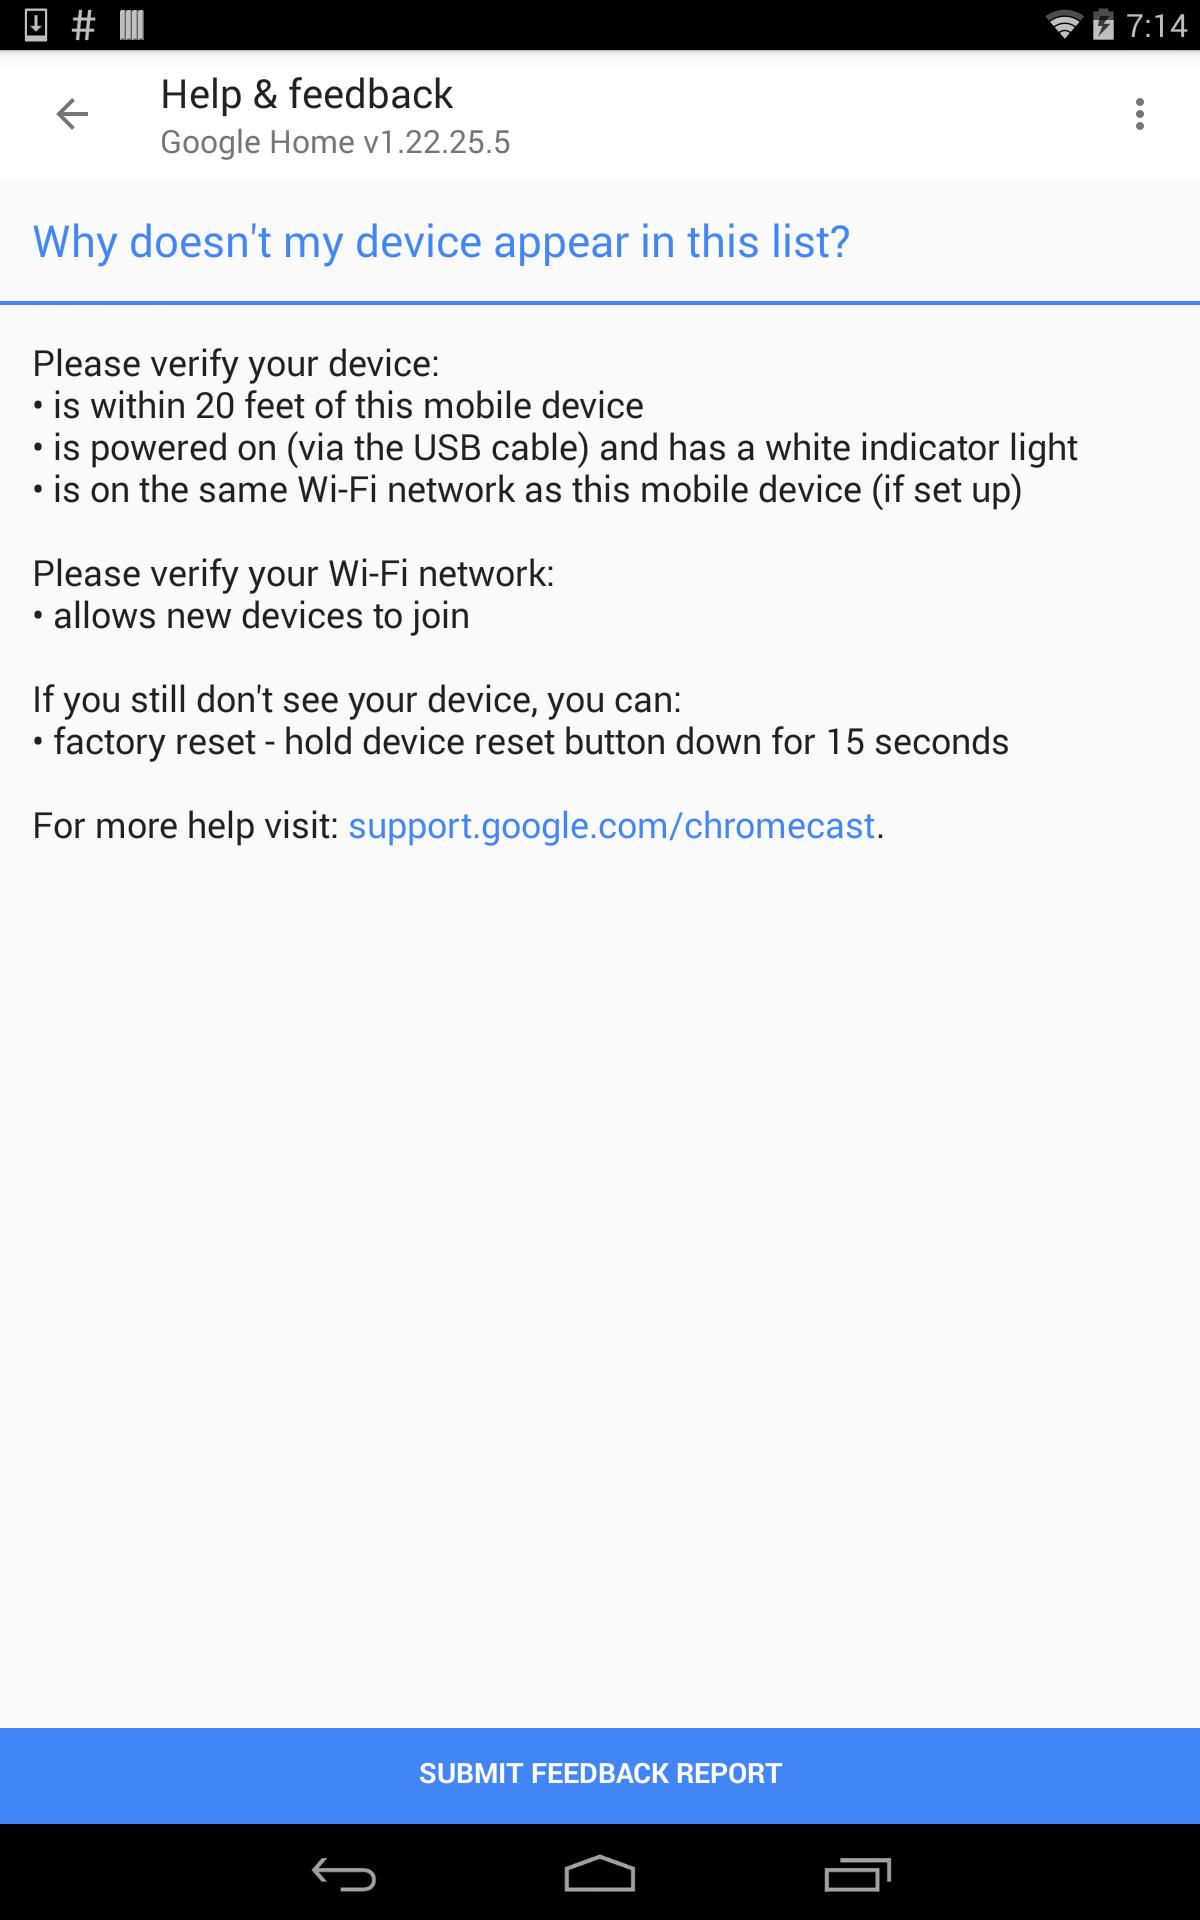 7:14
Help & feedback
Google Home v1.22.25.5
Why doesn't my device appear in this list?
Please verify your device:
• is within 20 feet of this mobile device
• is powered on (via the USB cable) and has a white indicator light
• is on the same Wi-Fi network as this mobile device (if set up)
Please verify your Wi-Fi network:
• allows new devices to join
If you still don't see your device, you can:
• factory reset - hold device reset button down for 15 seconds
For more help visit: support.google.com/chromecast.
SUBMIT FEEDBACK REPORT